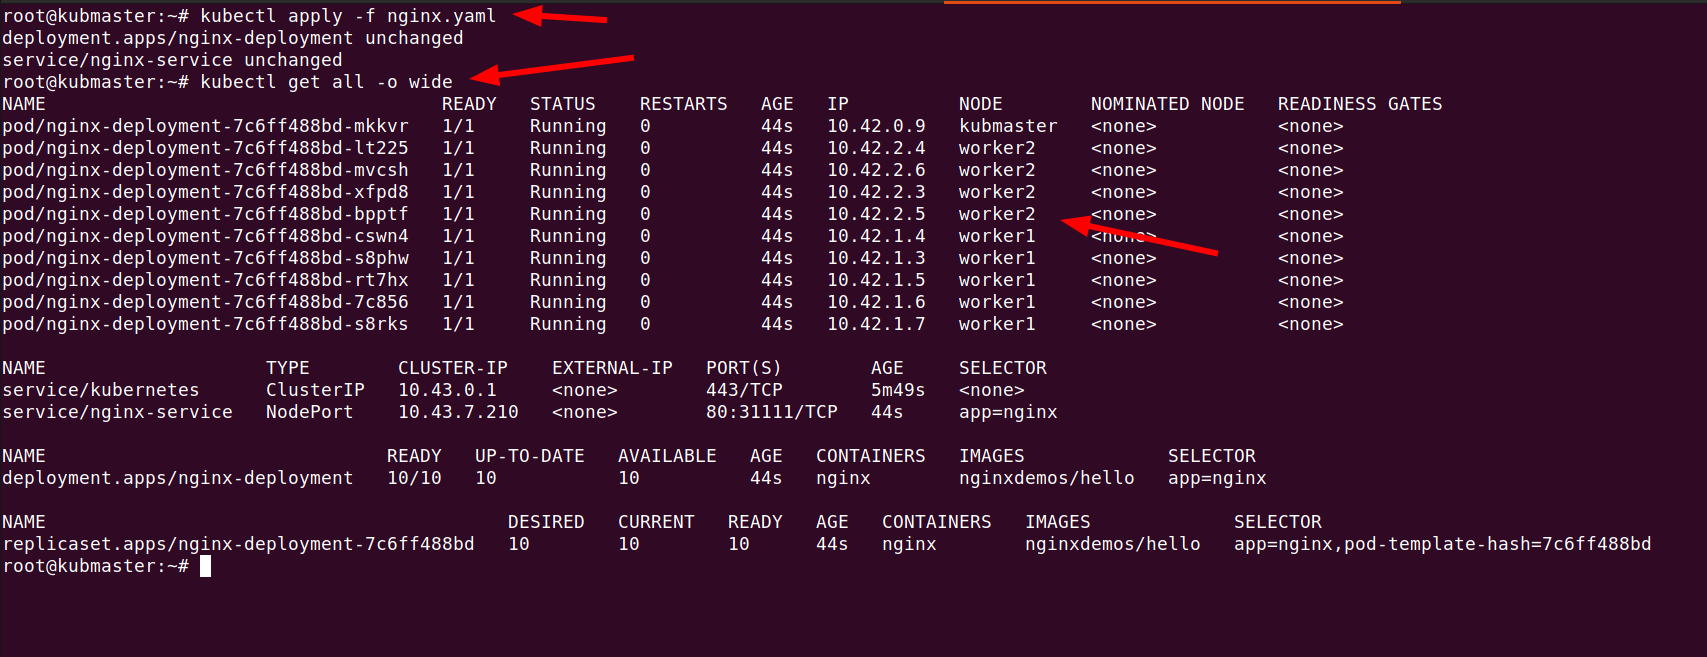 root@kubmaster:~# kubectl apply -f nginx.yaml
deployment.apps/nginx-deployment unchanged
service/nginx-service unchanged
root@kubmaster:~# kubectl get all -o wide
NAME                                    READY   STATUS    RESTARTS   AGE   IP          NODE        NOMINATED NODE   READINESS GATES
pod/nginx-deployment-7c6ff488bd-mkkvr   1/1     Running   0          44s   10.42.0.9   kubmaster   <none>           <none>
pod/nginx-deployment-7c6ff488bd-lt225   1/1     Running   0          44s   10.42.2.4   worker2     <none>           <none>
pod/nginx-deployment-7c6ff488bd-mvcsh   1/1     Running   0          44s   10.42.2.6   worker2     <none>           <none>
pod/nginx-deployment-7c6ff488bd-xfpd8   1/1     Running   0          44s   10.42.2.3   worker2     <none>           <none>
pod/nginx-deployment-7c6ff488bd-bpptf   1/1     Running   0          44s   10.42.2.5   worker2     <none>           <none>
pod/nginx-deployment-7c6ff488bd-cswn4   1/1     Running   0          44s   10.42.1.4   worker1     <none>           <none>
pod/nginx-deployment-7c6ff488bd-s8phw   1/1     Running   0          44s   10.42.1.3   worker1     <none>           <none>
pod/nginx-deployment-7c6ff488bd-rt7hx   1/1     Running   0          44s   10.42.1.5   worker1     <none>           <none>
pod/nginx-deployment-7c6ff488bd-7c856   1/1     Running   0          44s   10.42.1.6   worker1     <none>           <none>
pod/nginx-deployment-7c6ff488bd-s8rks   1/1     Running   0          44s   10.42.1.7   worker1     <none>           <none>
NAME                    TYPE        CLUSTER-IP    EXTERNAL-IP   PORT(S)        AGE     SELECTOR
service/kubernetes      ClusterIP   10.43.0.1     <none>        443/TCP        5m49s   <none>
service/nginx-service   NodePort    10.43.7.210   <none>        80:31111/TCP   44s     app=nginx
NAME                               READY   UP-TO-DATE   AVAILABLE   AGE   CONTAINERS   IMAGES             SELECTOR
deployment.apps/nginx-deployment   10/10   10           10          44s   nginx        nginxdemos/hello   app=nginx
NAME                                          DESIRED   CURRENT   READY   AGE   CONTAINERS   IMAGES             SELECTOR
replicaset.apps/nginx-deployment-7c6ff488bd   10        10        10      44s   nginx        nginxdemos/hello   app=nginx,pod-template-hash=7c6ff488bd
root@kubmaster:~#